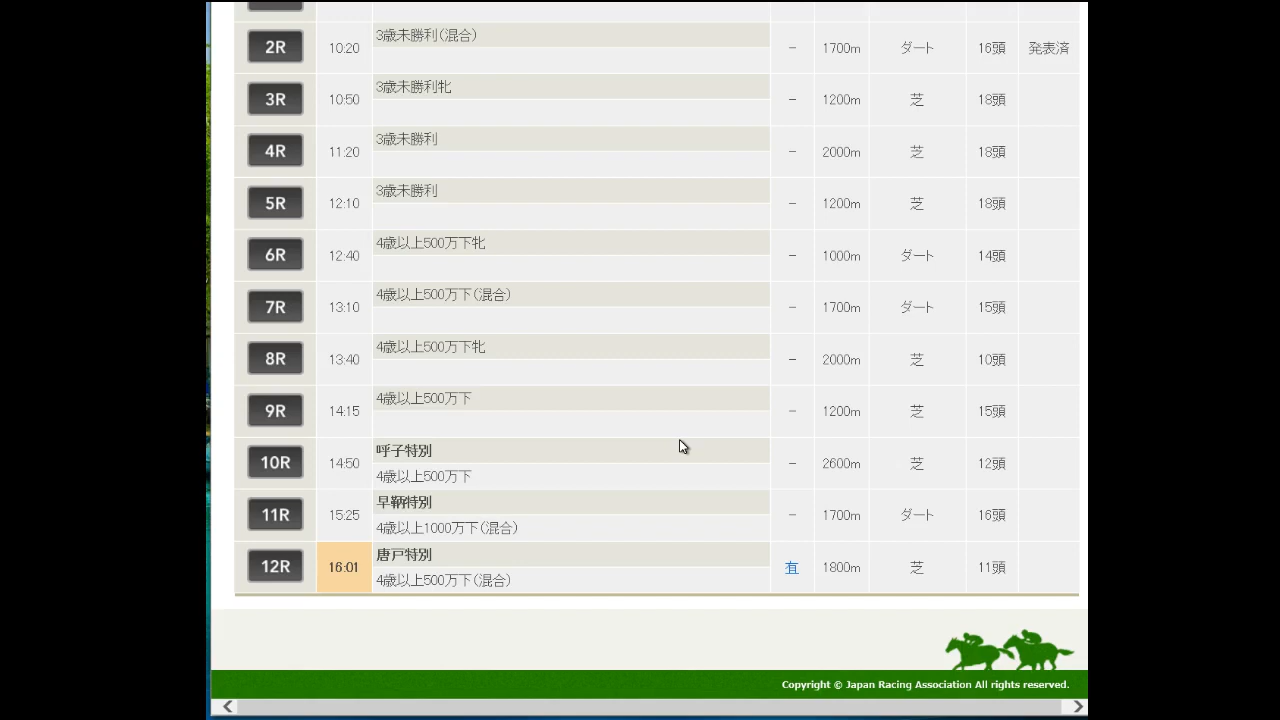 2R 10:20 3歳未勝利(混合) - 1700m ダート 16頭 発表済
3R 10:50 3歳未勝利牝 - 1200m 芝 18頭
4R 11:20 3歳未勝利 - 2000m 芝 18頭
5R 12:10 3歳未勝利 - 1200m 芝 18頭
6R 12:40 4歳以上500万下牝 - 1000m ダート 14頭
7R 13:10 4歳以上500万下(混合) - 1700m ダート 15頭
8R 13:40 4歳以上500万下牝 - 2000m 芝 10頭
9R 14:15 4歳以上500万下 - 1200m 芝 15頭
呼子特別
10R 14:50 4歳以上500万下 - 2600m 芝 12頭
早鞆特別
11R 15:25 4歳以上1000万下(混合) - 1700m ダート 16頭
唐戸特別
12R 16:01 4歳以上500万下(混合) 有 1800m 芝 11頭
Copyright © Japan Racing Association All rights reserved.